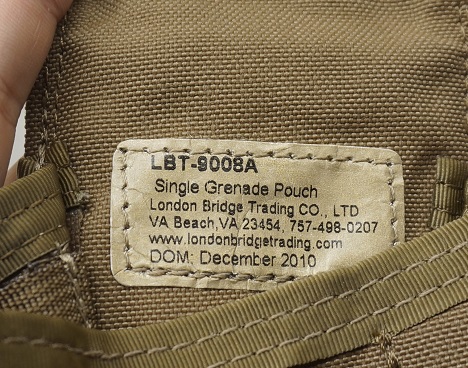 LBT-9008A
Single Grenade Pouch
London Bridge Trading CO., LTD
VA Beach, VA 23454, 757-498-0207
www.londonbridgetrading.com
DOM: December 2010